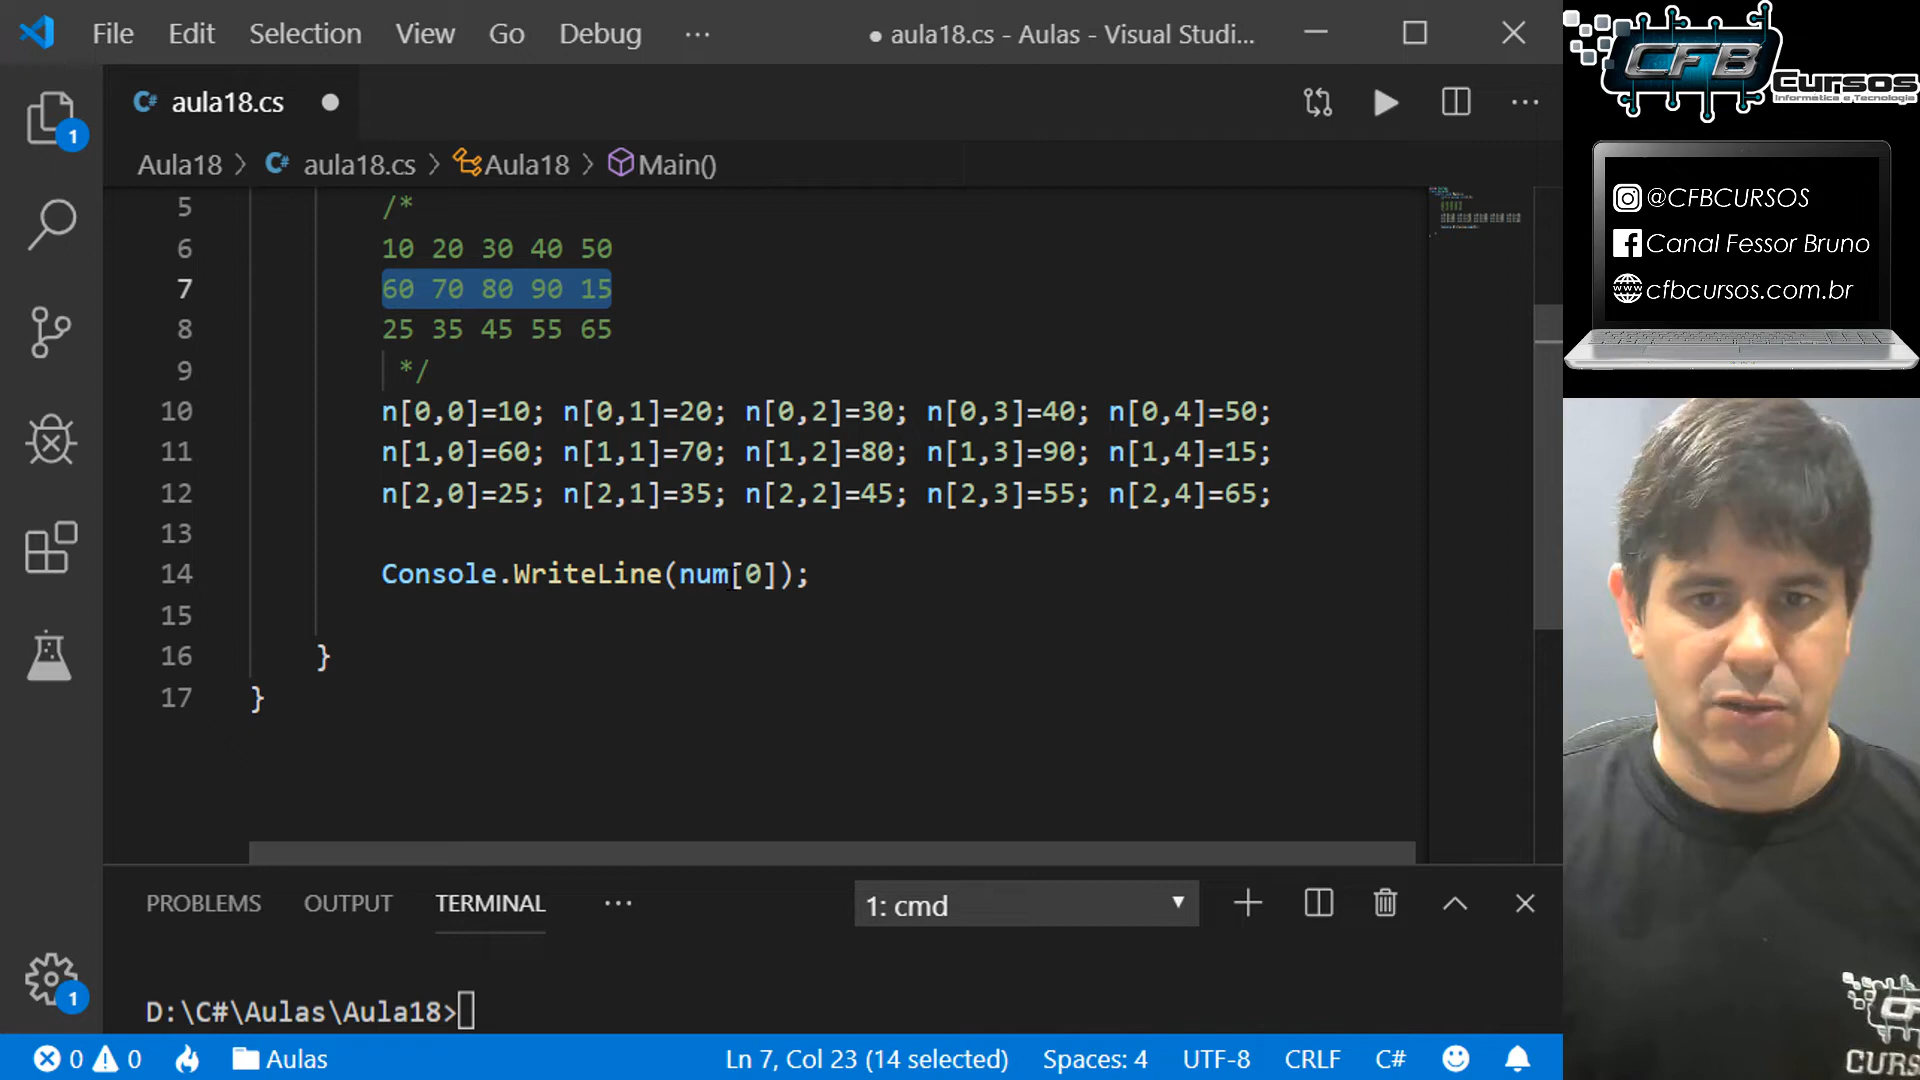 File Edit Selection View Go Debug ··· ● aula18.cs - Aulas - Visual Studi...
aula18.cs
Aula18 > aula18.cs > Aula18 > Main()
5 /*
6 10 20 30 40 50
7 60 70 80 90 15
8 25 35 45 55 65
9 */
10 n[0,0]=10; n[0,1]=20; n[0,2]=30; n[0,3]=40; n[0,4]=50;
11 n[1,0]=60; n[1,1]=70; n[1,2]=80; n[1,3]=90; n[1,4]=15;
12 n[2,0]=25; n[2,1]=35; n[2,2]=45; n[2,3]=55; n[2,4]=65;
13
14 Console.WriteLine(num[0]);
15
16 }
17 }
1
1
PROBLEMS OUTPUT TERMINAL ··· 1: cmd
D:\C#\Aulas\Aula18>
0 0 Aulas Ln 7, Col 23 (14 selected) Spaces: 4 UTF-8 CRLF C#
CFB
Cursos
Informática e Tecnologia
@CFBCURSOS
Canal Fessor Bruno
cfbcursos.com.br